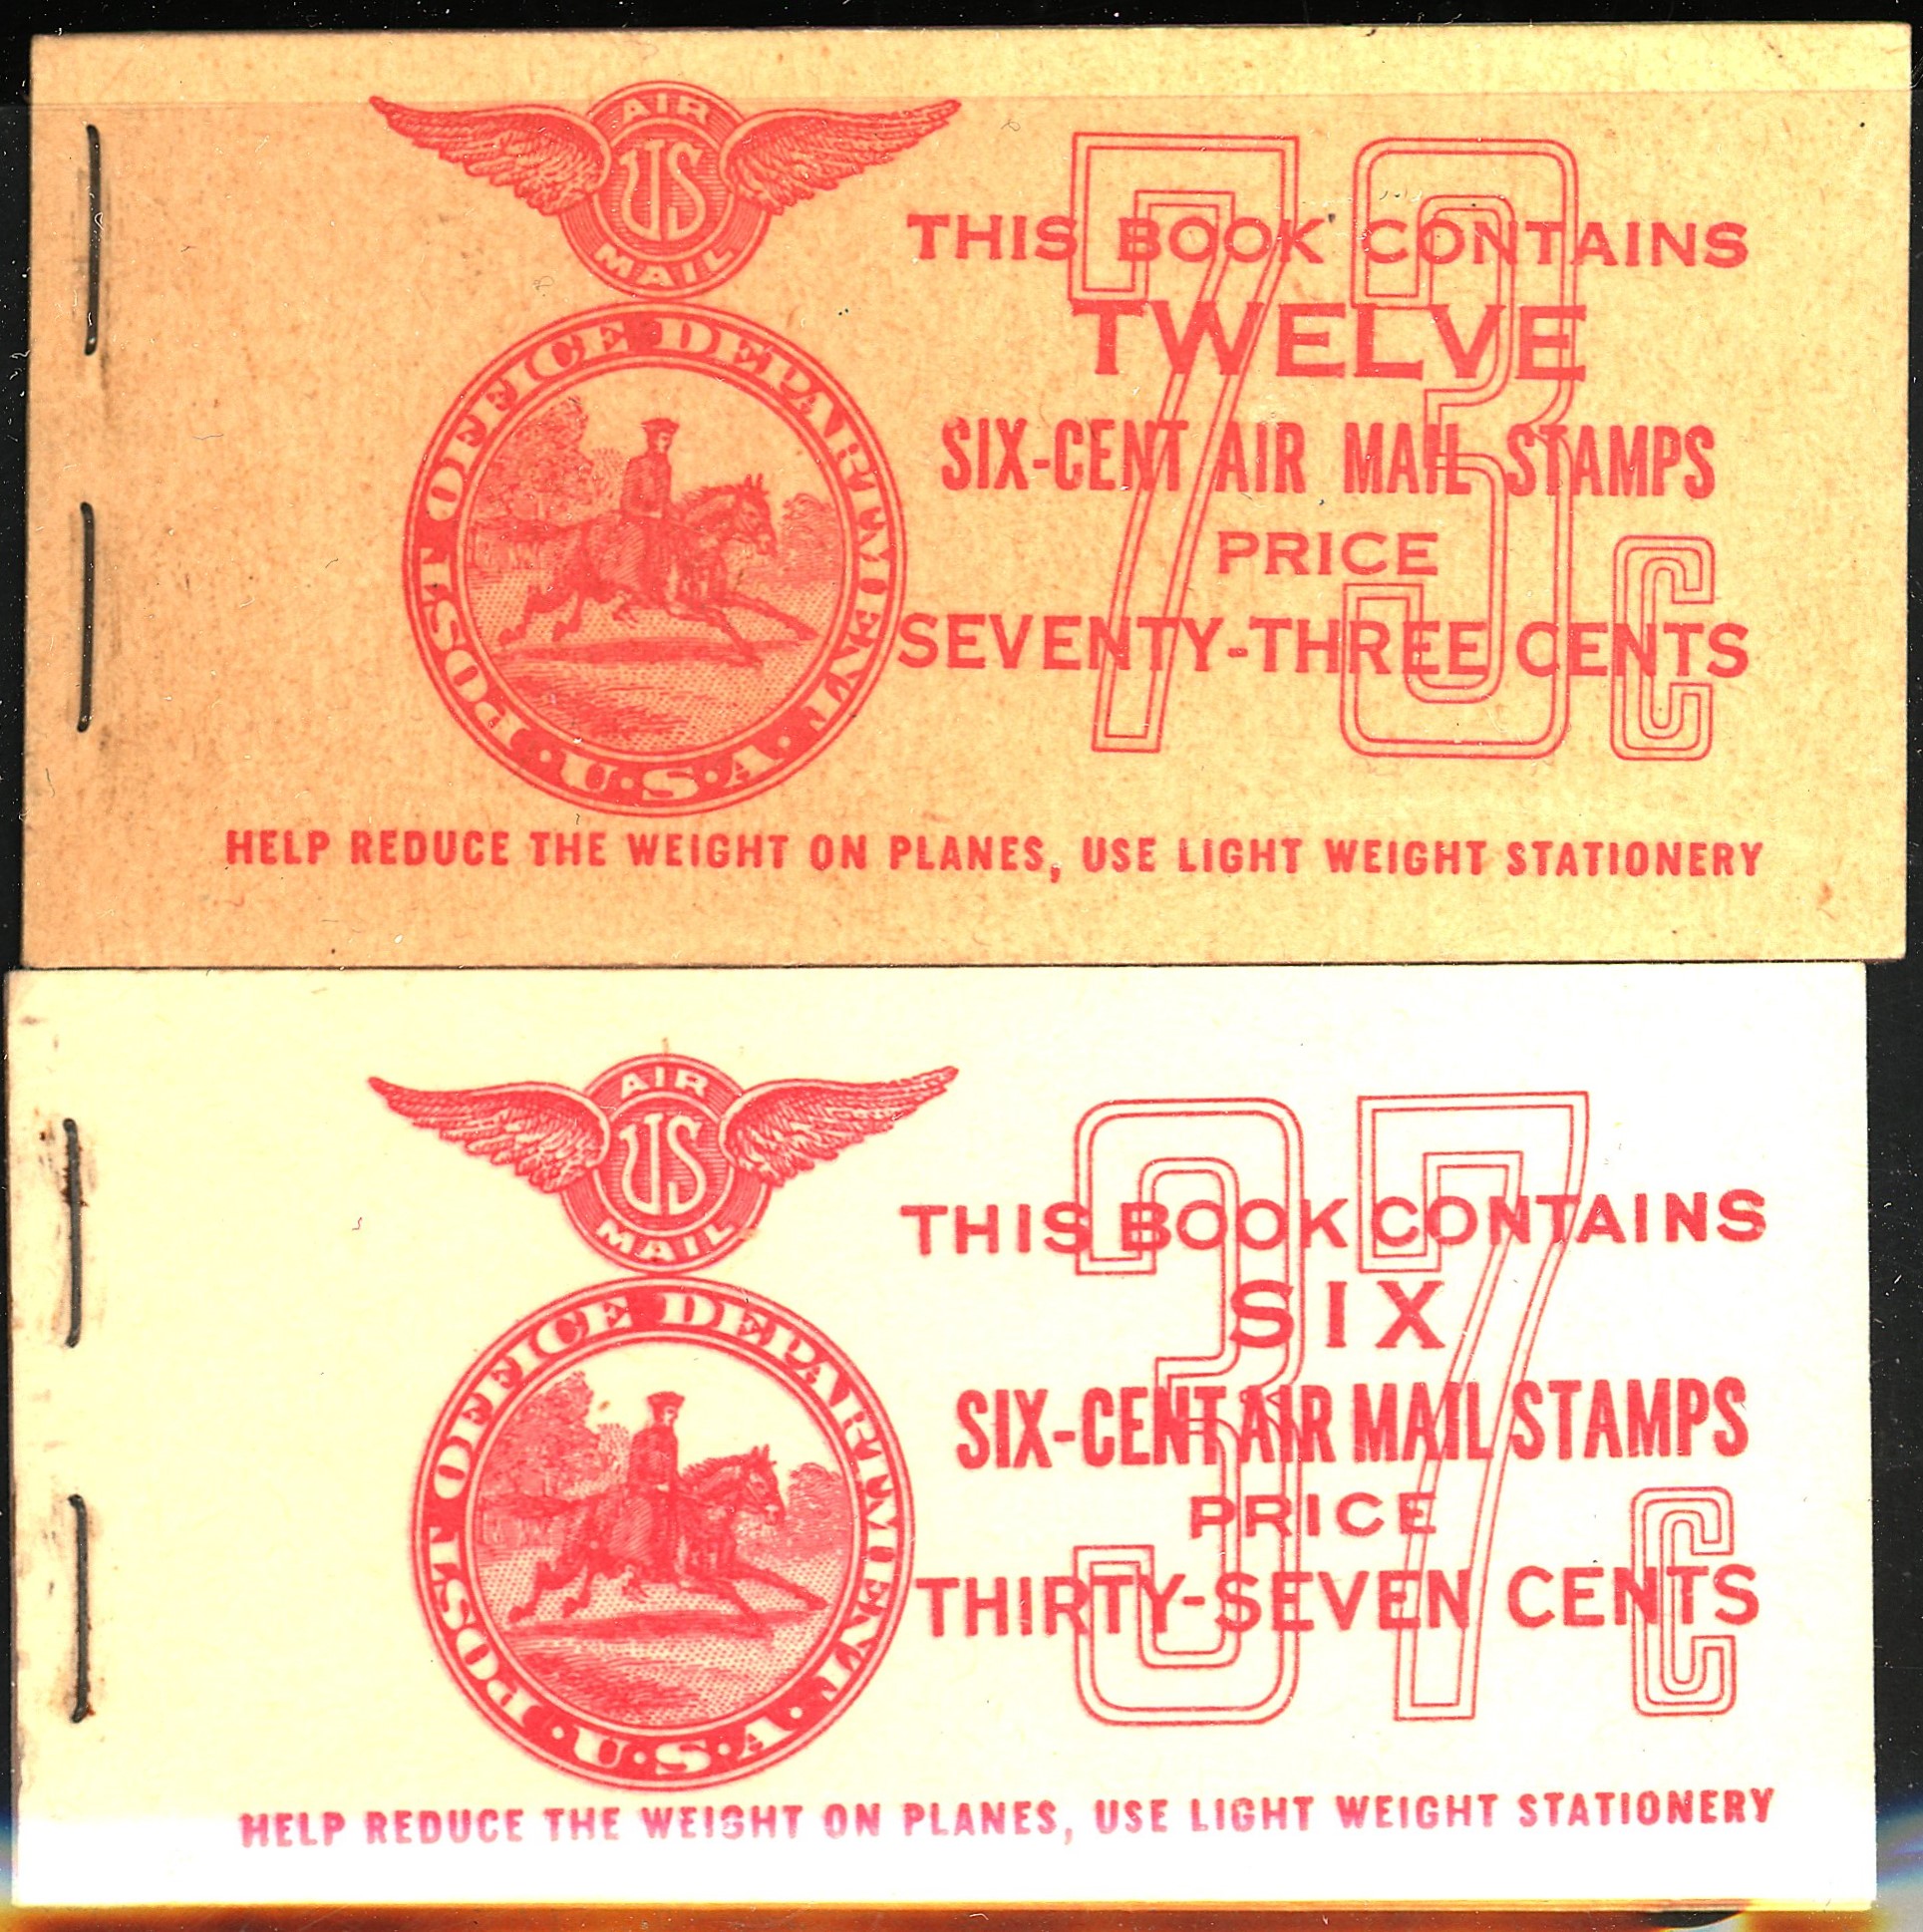 AIR
US
MAIL
POST OFFICE DEPARTMENT
·U·S·A·
73c
THIS BOOK CONTAINS
TWELVE
SIX-CENT AIR MAIL STAMPS
PRICE
SEVENTY-THREE CENTS
HELP REDUCE THE WEIGHT ON PLANES, USE LIGHT WEIGHT STATIONERY
AIR
US
MAIL
POST OFFICE DEPARTMENT
·U·S·A·
37c
THIS BOOK CONTAINS
SIX
SIX-CENT AIR MAIL STAMPS
PRICE
THIRTY-SEVEN CENTS
HELP REDUCE THE WEIGHT ON PLANES, USE LIGHT WEIGHT STATIONERY